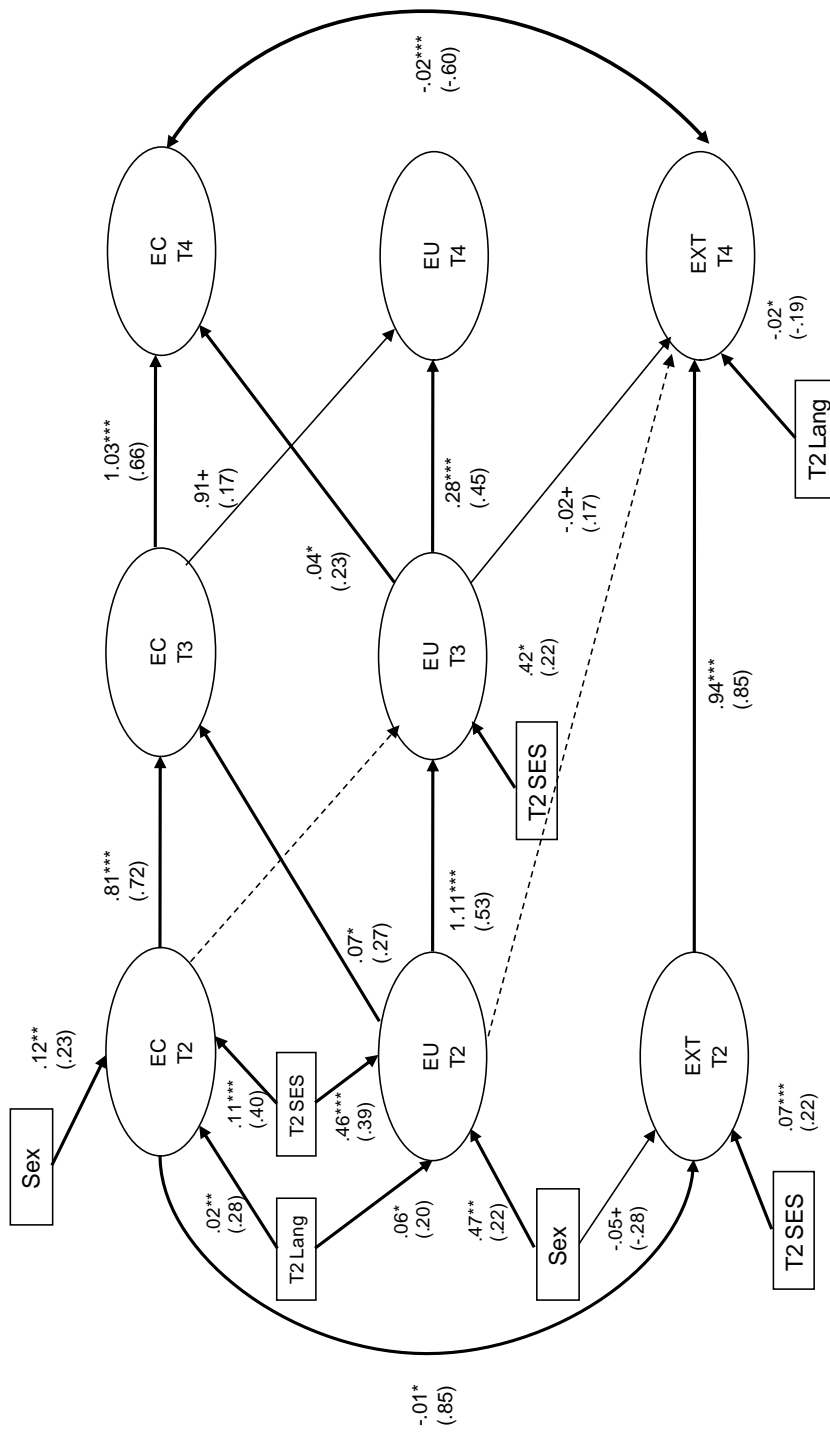 Sex
.12**
(.23)
EC
T2
.81***
(.72)
EC
T3
1.03***
(.66)
EC
T4
-.02***
(-.60)
.02**
(.28)
.11***
(.40)
T2 Lang
T2 SES
.46***
(.39)
.06*
(.20)
.07*
(.27)
.91+
(.17)
.04*
(.23)
EU
T2
1.11***
(.53)
EU
T3
.28***
(.45)
EU
T4
.47**
(.22)
Sex
-.05+
(-.28)
T2 SES
.42*
(.22)
-.02+
(.17)
-.01*
(.85)
EXT
T2
.94***
(.85)
EXT
T4
T2 SES
.07***
(.22)
T2 Lang
-.02*
(-.19)